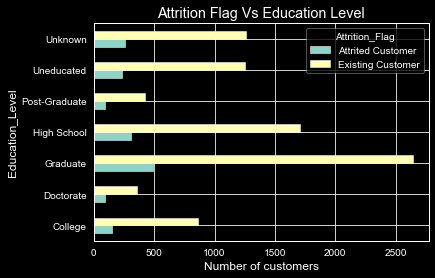 Attrition Flag Vs Education Level
Attrition_Flag
Attrited Customer
Existing Customer
Education_Level
Unknown
Uneducated
Post-Graduate
High School
Graduate
Doctorate
College
0 500 1000 1500 2000 2500
Number of customers